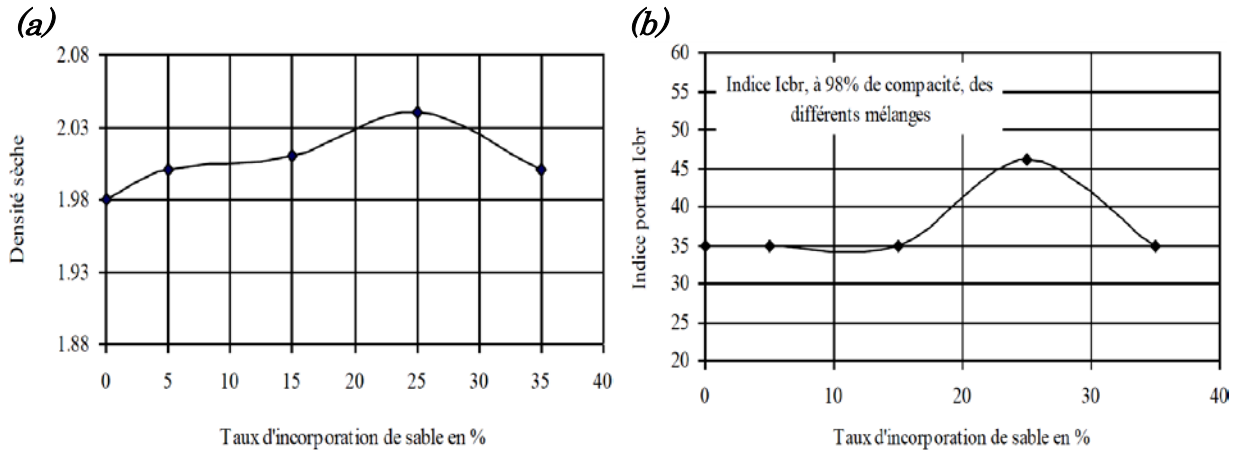 (a)
2.08
2.03
1.98
1.93
1.88
Densité sèche
0 5 10 15 20 25 30 35 40
Taux d'incorporation de sable en %
(b)
60
55
50
45
40
35
30
25
20
Indice portant Icbr
Indice Icbr, à 98% de compacité, des
différents mélanges
0 10 20 30 40
Taux d'incorporation de sable en %